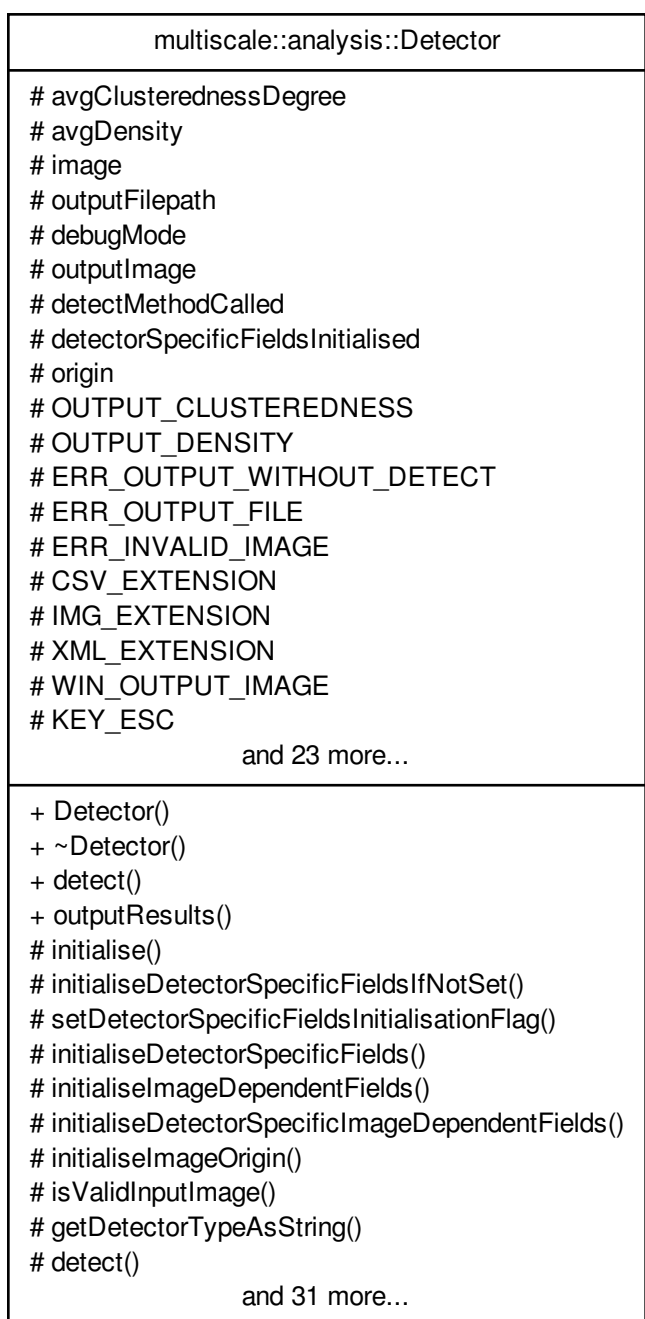 multiscale::analysis::Detector
# avgClusterednessDegree
# avgDensity
# image
# outputFilepath
# debugMode
# outputImage
# detectMethodCalled
# detectorSpecificFieldsInitialised
# origin
# OUTPUT_CLUSTEREDNESS
# OUTPUT_DENSITY
# ERR_OUTPUT_WITHOUT_DETECT
# ERR_OUTPUT_FILE
# ERR_INVALID_IMAGE
# CSV_EXTENSION
# IMG_EXTENSION
# XML_EXTENSION
# WIN_OUTPUT_IMAGE
# KEY_ESC
and 23 more...
+ Detector()
+ ~Detector()
+ detect()
+ outputResults()
# initialise()
# initialiseDetectorSpecificFieldsIfNotSet()
# setDetectorSpecificFieldsInitialisationFlag()
# initialiseDetectorSpecificFields()
# initialiseImageDependentFields()
# initialiseDetectorSpecificImageDependentFields()
# initialiseImageOrigin()
# isValidInputImage()
# getDetectorTypeAsString()
# detect()
and 31 more...